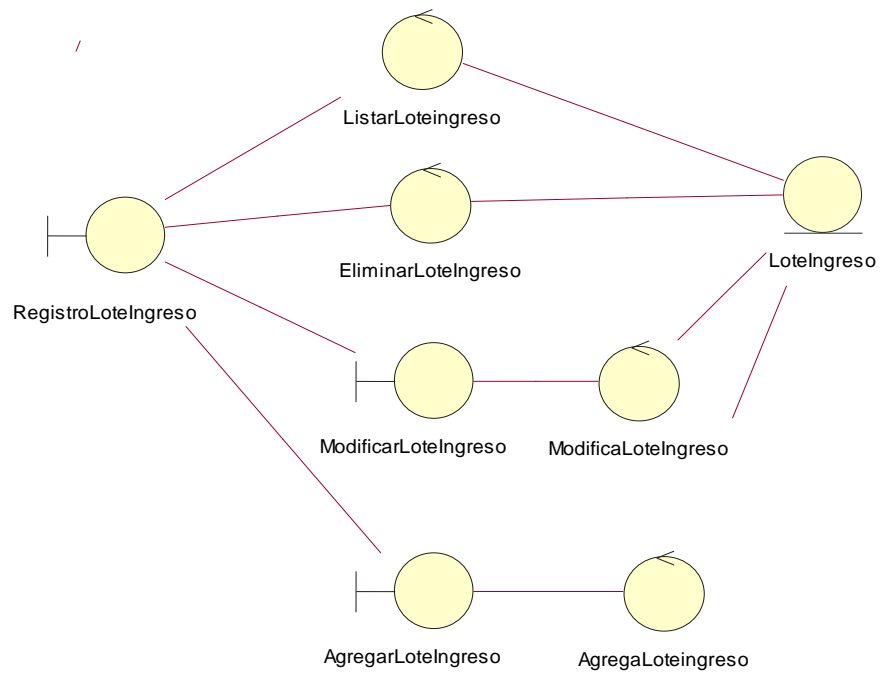 ListarLoteingreso
EliminarLoteIngreso
LoteIngreso
RegistroLoteIngreso
ModificarLoteIngreso
ModificaLoteIngreso
AgregarLoteIngreso
AgregaLoteingreso